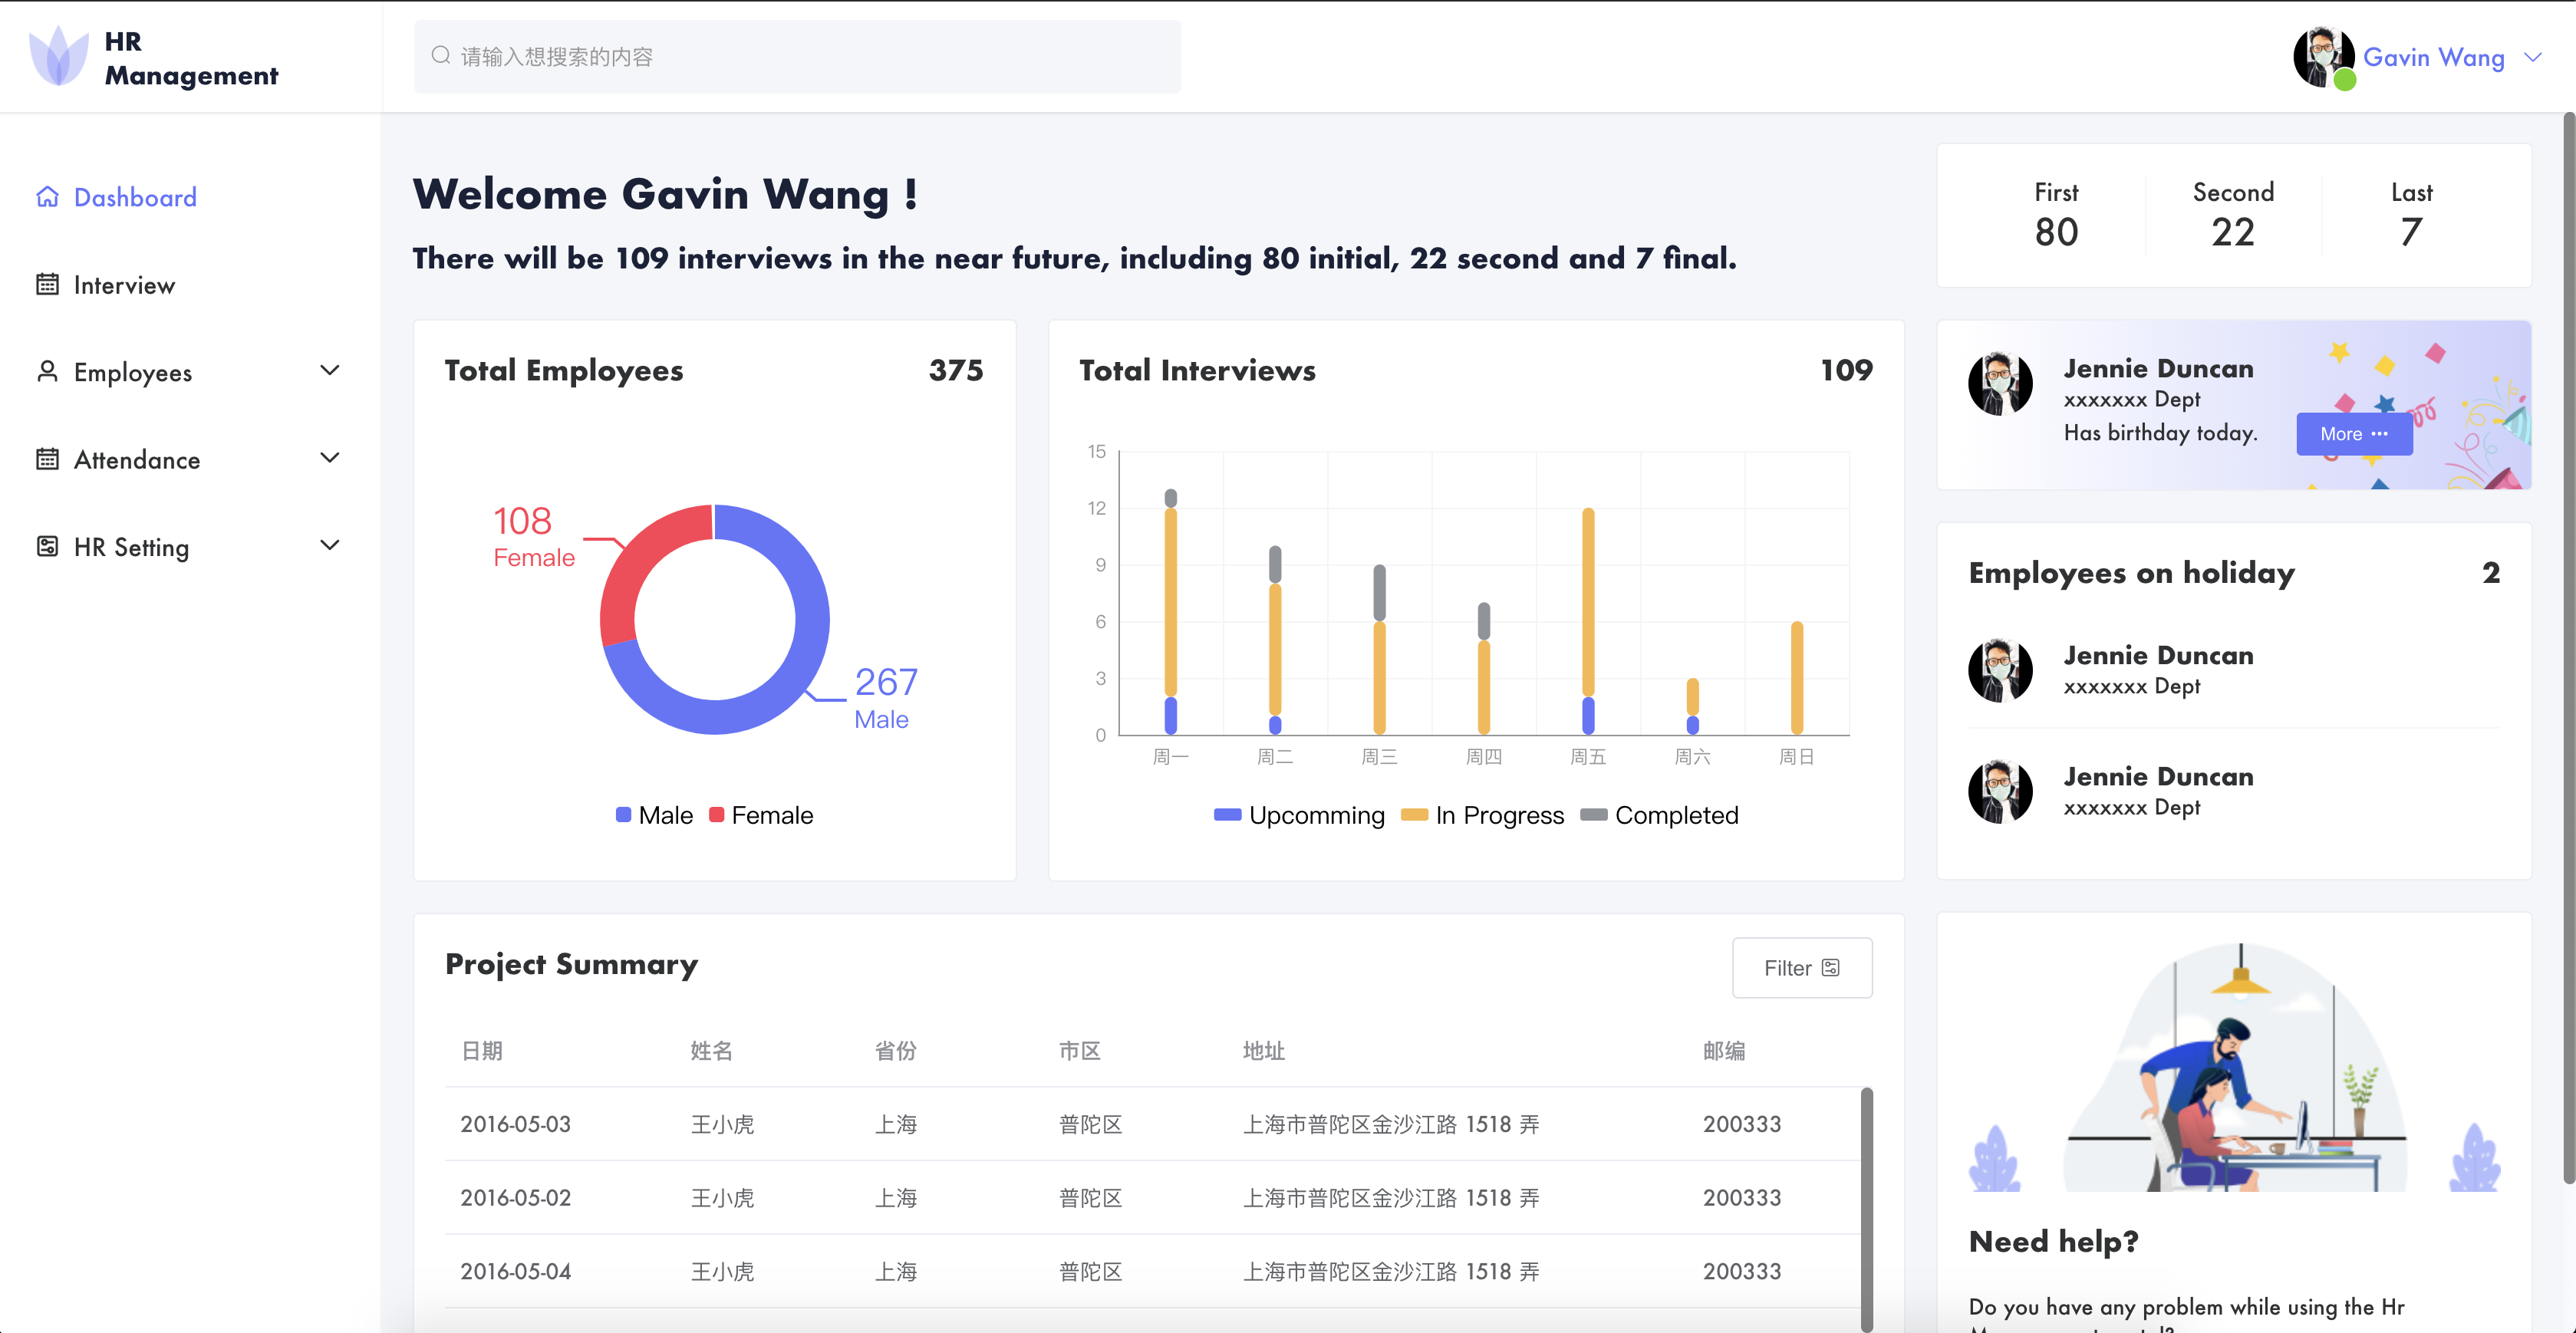 HR
Management
请输入想搜索的内容
Gavin Wang
Dashboard
Interview
Employees
Attendance
HR Setting
Welcome Gavin Wang !
There will be 109 interviews in the near future, including 80 initial, 22 second and 7 final.
First
80
Second
22
Last
7
Total Employees 375
108
Female
267
Male
Male Female
Total Interviews 109
15
12
9
6
3
0
周一 周二 周三 周四 周五 周六 周日
Upcomming In Progress Completed
Jennie Duncan
xxxxxxx Dept
Has birthday today.
More ···
Employees on holiday 2
Jennie Duncan
xxxxxxx Dept
Jennie Duncan
xxxxxxx Dept
Project Summary
Filter
日期 姓名 省份 市区 地址 邮编
2016-05-03 王小虎 上海 普陀区 上海市普陀区金沙江路 1518 弄 200333
2016-05-02 王小虎 上海 普陀区 上海市普陀区金沙江路 1518 弄 200333
2016-05-04 王小虎 上海 普陀区 上海市普陀区金沙江路 1518 弄 200333
Need help?
Do you have any problem while using the Hr